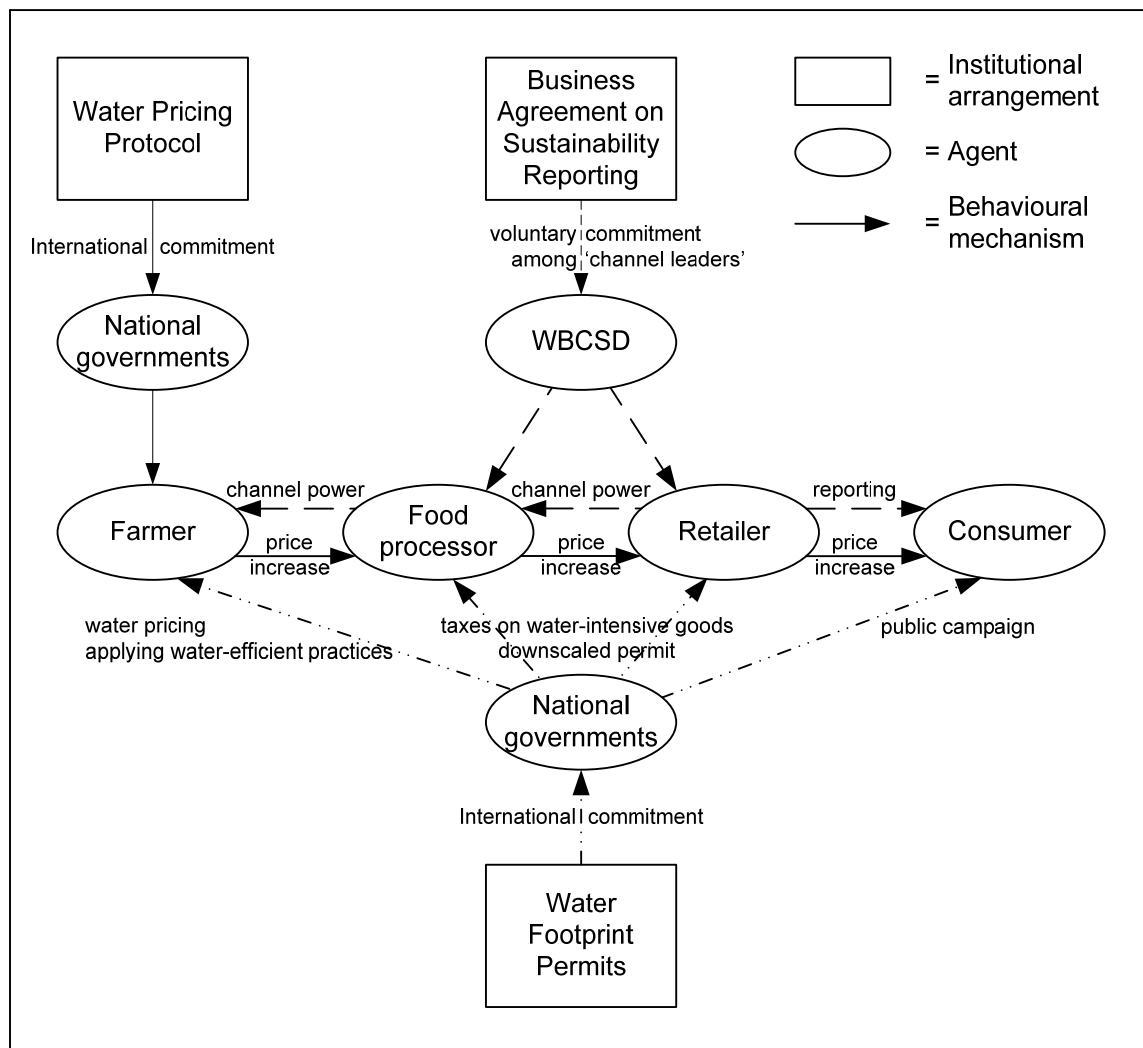 Water Pricing
Protocol
Business
Agreement on
Sustainability
Reporting
= Institutional
arrangement
= Agent
= Behavioural
mechanism
International commitment
voluntary commitment
among ‘channel leaders’
National
governments
WBCSD
channel power
channel power
reporting
Farmer
Food
processor
Retailer
Consumer
price
increase
price
increase
price
increase
water pricing
applying water-efficient practices
taxes on water-intensive goods
downscaled permit
public campaign
National
governments
International commitment
Water
Footprint
Permits